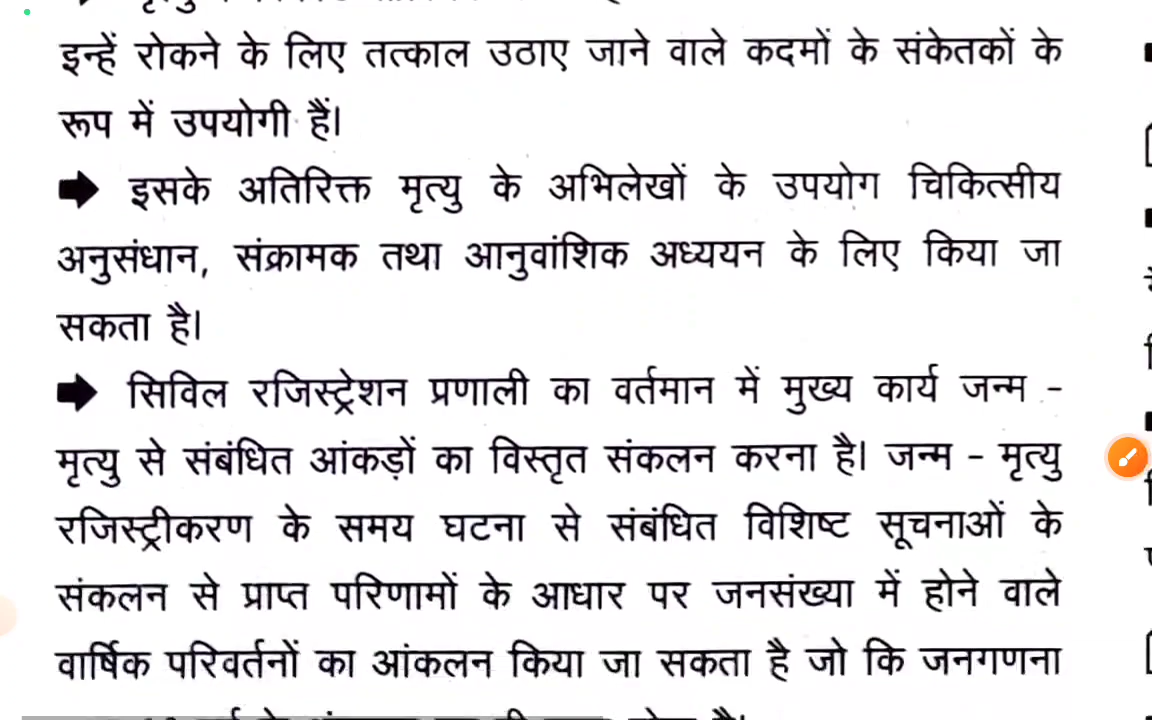 इन्हें रोकने के लिए तत्काल उठाए जाने वाले कदमों के संकेतकों के
रूप में उपयोगी हैं।
➡ इसके अतिरिक्त मृत्यु के अभिलेखों के उपयोग चिकित्सीय
अनुसंधान, संक्रामक तथा आनुवांशिक अध्ययन के लिए किया जा
सकता है।
➡ सिविल रजिस्ट्रेशन प्रणाली का वर्तमान में मुख्य कार्य जन्म -
मृत्यु से संबंधित आंकड़ों का विस्तृत संकलन करना है। जन्म - मृत्यु
रजिस्ट्रीकरण के समय घटना से संबंधित विशिष्ट सूचनाओं के
संकलन से प्राप्त परिणामों के आधार पर जनसंख्या में होने वाले
वार्षिक परिवर्तनों का आंकलन किया जा सकता है जो कि जनगणना